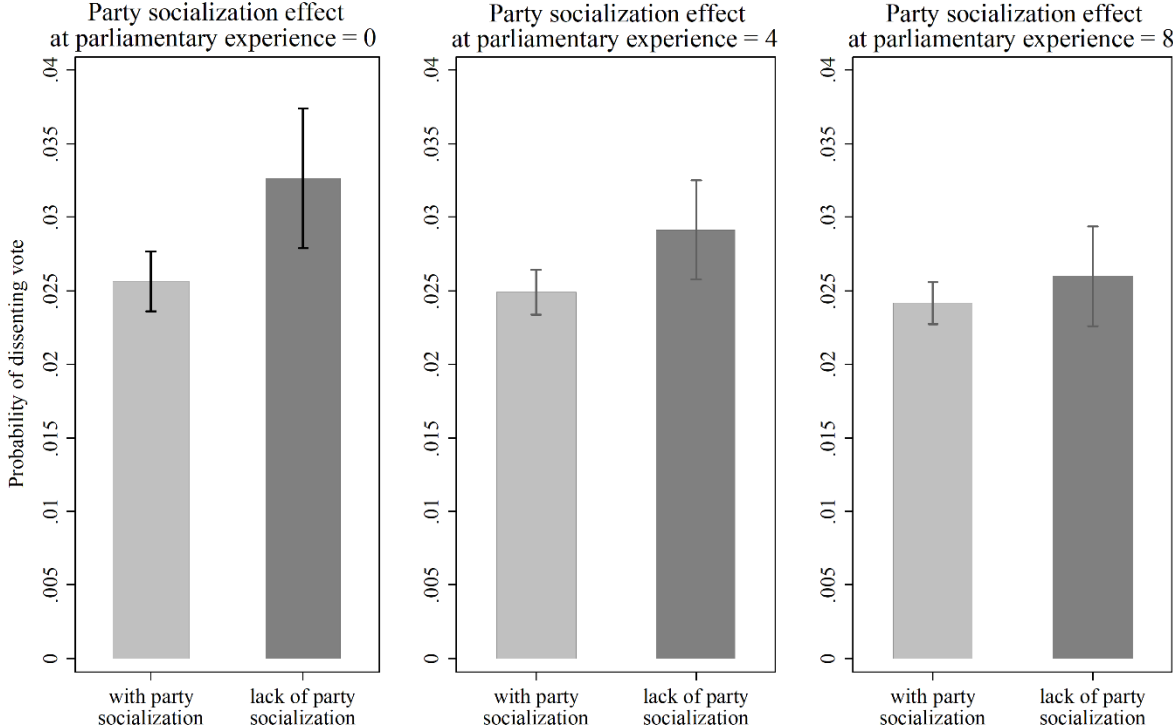 Party socialization effect
at parliamentary experience = 0
Party socialization effect
at parliamentary experience = 4
Party socialization effect
at parliamentary experience = 8
Probability of dissenting vote
.04
.035
.03
.025
.02
.015
.01
.005
0
with party
socialization
lack of party
socialization
.04
.035
.03
.025
.02
.015
.01
.005
0
with party
socialization
lack of party
socialization
.04
.035
.03
.025
.02
.015
.01
.005
0
with party
socialization
lack of party
socialization